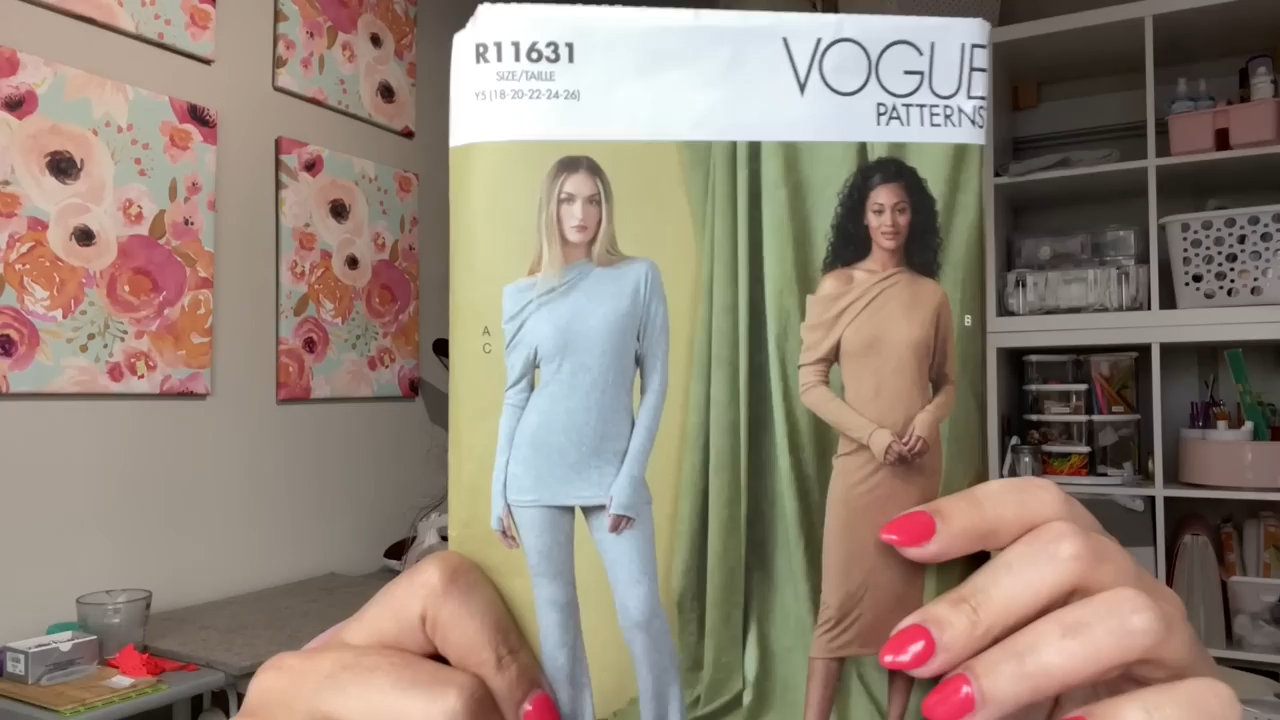 R11631
SIZE/TAILLE
Y5 (18-20-22-24-26)
VOGUE
PATTERNS
A
C
B